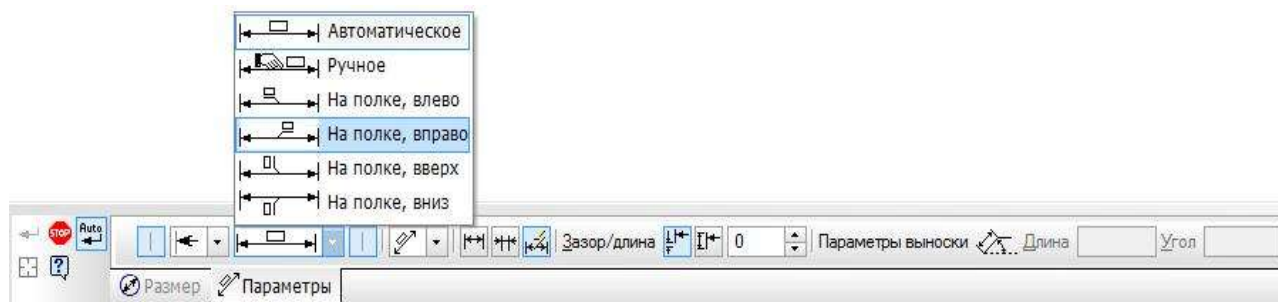 Автоматическое
Ручное
На полке, влево
На полке, вправо
На полке, вверх
На полке, вниз
STOP Auto Зазор/длина 0 Параметры выноски Длина Угол
Размер Параметры